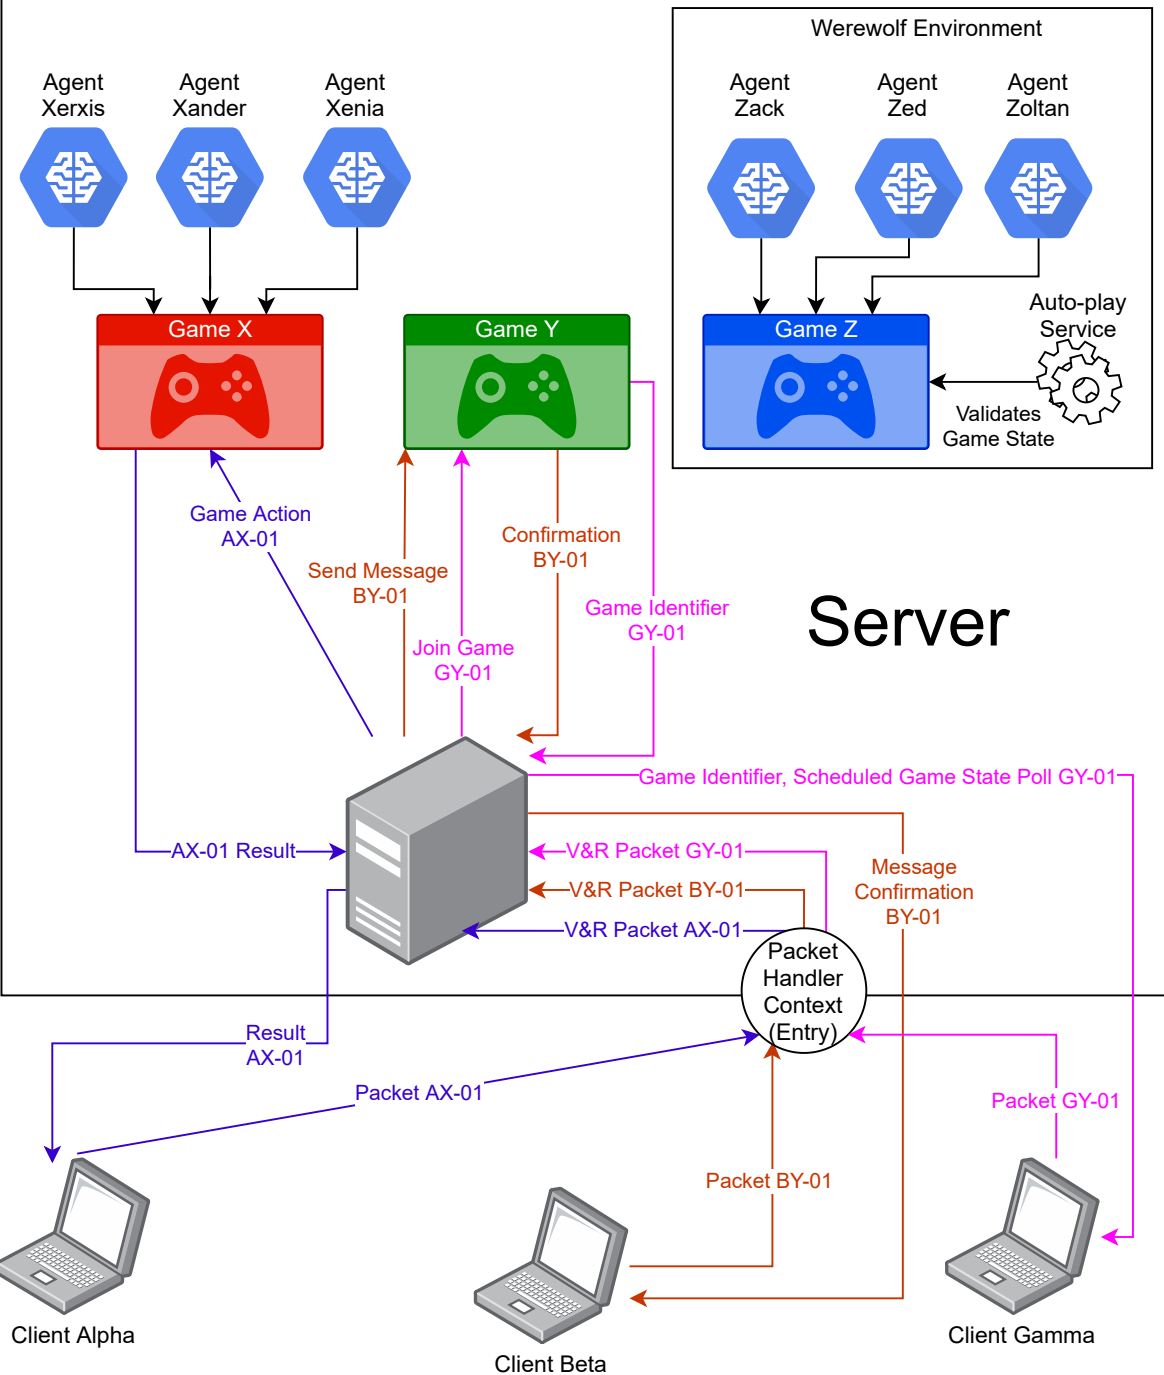 Werewolf Environment
Agent
Xerxis
Agent
Xander
Agent
Xenia
Agent
Zack
Agent
Zed
Agent
Zoltan
Auto-play
Service
Game X
Game Y
Game Z
Validates
Game State
Game Action
AX-01
Confirmation
BY-01
Send Message
BY-01
Game Identifier
GY-01
Server
Join Game
GY-01
Game Identifier, Scheduled Game State Poll GY-01
AX-01 Result
V&R Packet GY-01
Message
Confirmation
BY-01
V&R Packet BY-01
V&R Packet AX-01
Packet
Handler
Context
(Entry)
Result
AX-01
Packet AX-01
Packet GY-01
Packet BY-01
Client Alpha
Client Beta
Client Gamma